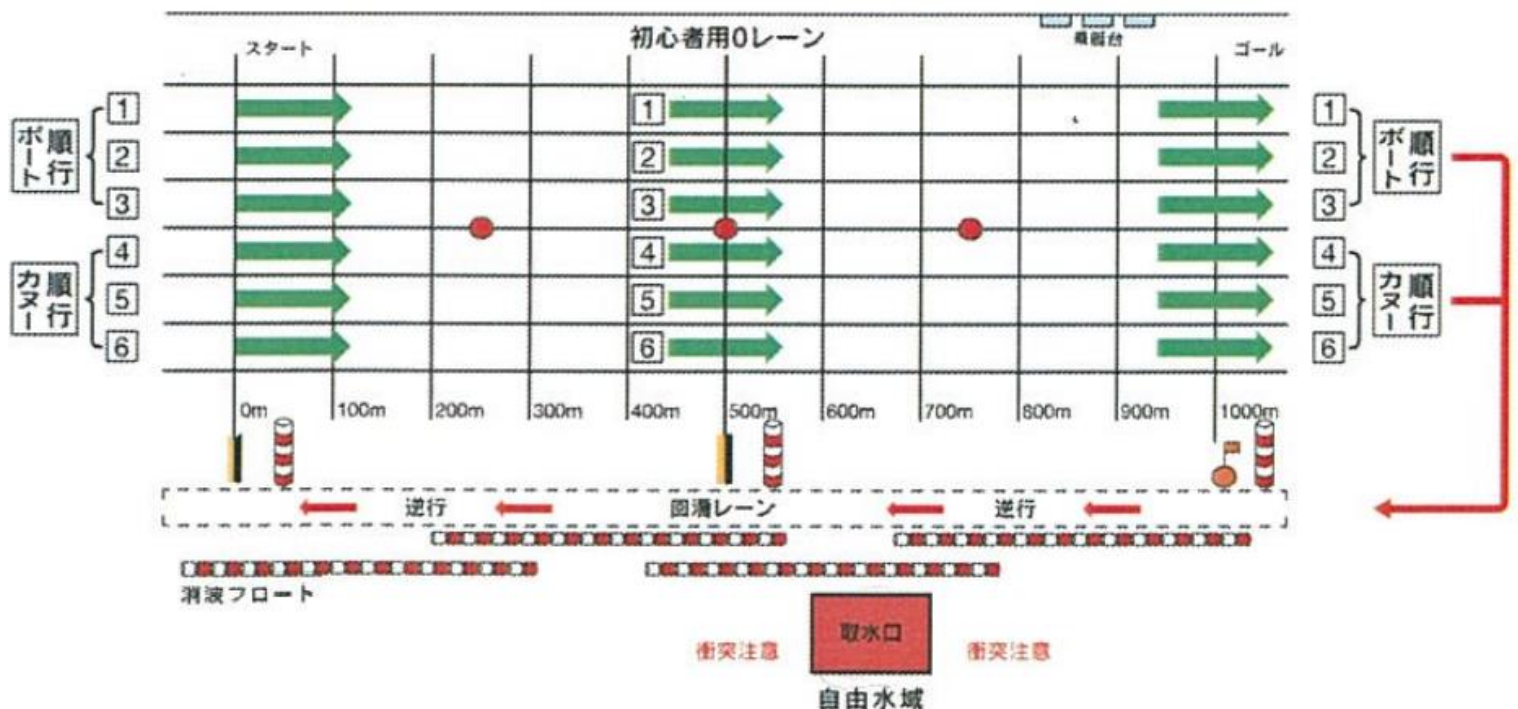 スタート
初心者用0レーン
乗艇台
ゴール
順行
ボート
1
2
3
順行
カヌー
4
5
6
1
2
3
4
5
6
1
2
3
順行
ボート
4
5
6
順行
カヌー
0m
100m
200m
300m
400m
500m
600m
700m
800m
900m
1000m
逆行
回漕レーン
逆行
消波フロート
衝突注意
取水口
衝突注意
自由水域